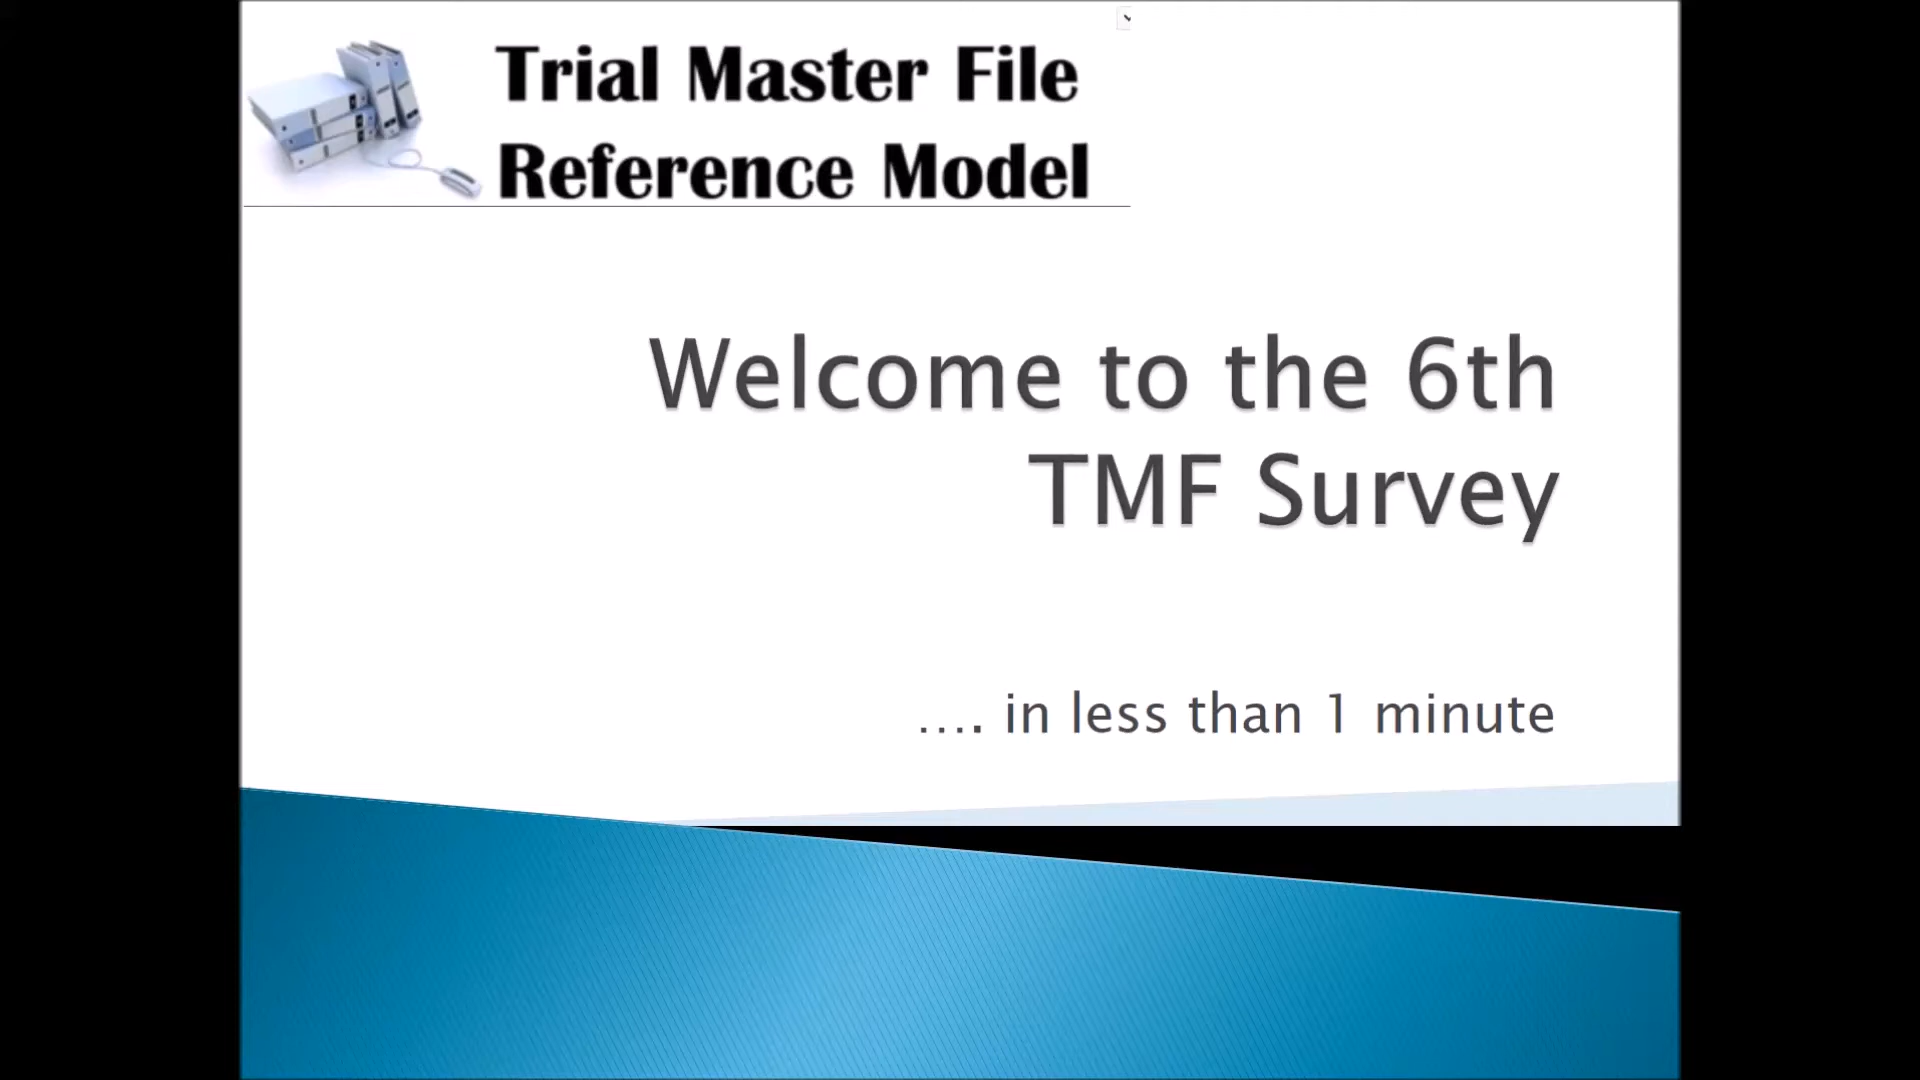 Trial Master File
Reference Model
Welcome to the 6th
TMF Survey
.... in less than 1 minute